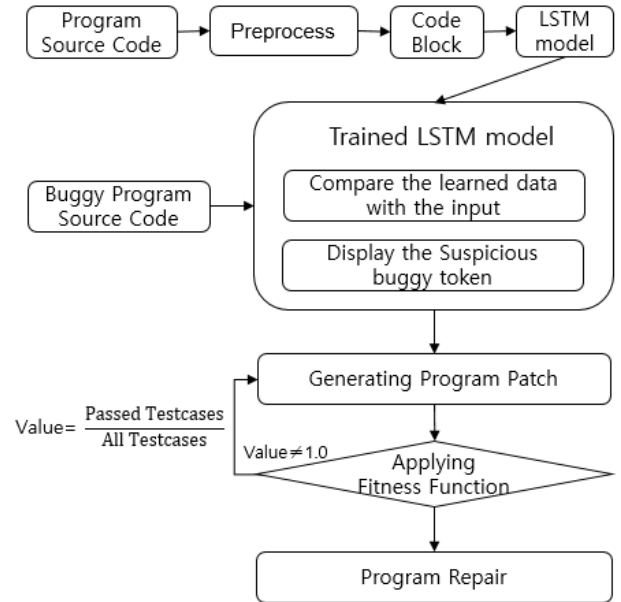 Program
Source Code
Preprocess
Code
Block
LSTM
model
Trained LSTM model
Compare the learned data
with the input
Display the Suspicious
buggy token
Buggy Program
Source Code
Generating Program Patch
Value= Passed Testcases
All Testcases
Value≠1.0
Applying
Fitness Function
Program Repair